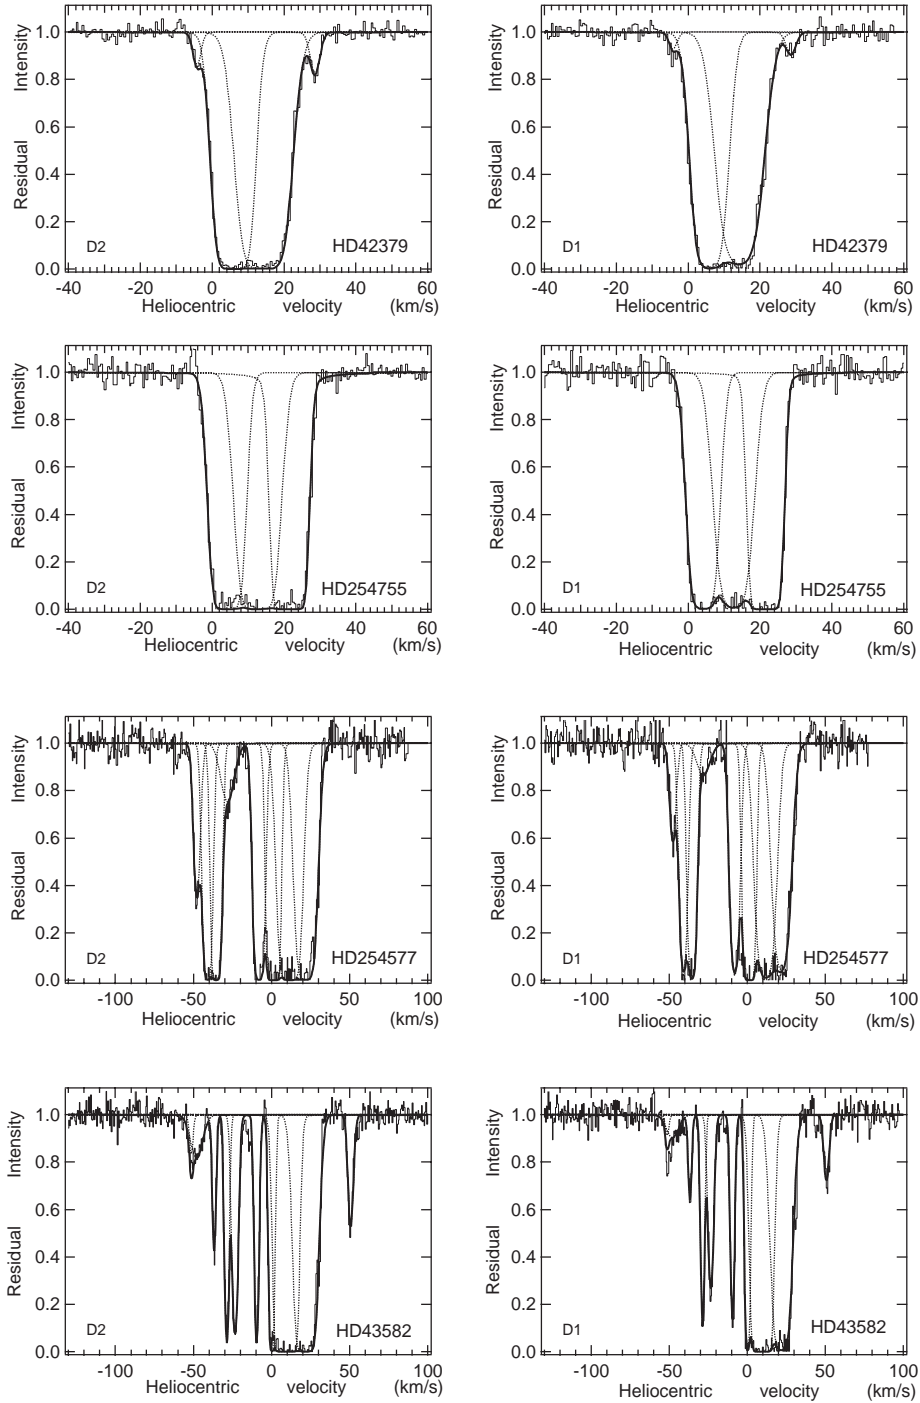 1.0 1.0
0.8 0.8
0.6 0.6
0.4 0.4
0.2 0.2
0.0 0.0
Residual Intensity Residual Intensity
D2 HD42379 D1 HD42379
-40 -20 0 20 40 60 -40 -20 0 20 40 60
Heliocentric velocity (km/s) Heliocentric velocity (km/s)
1.0 1.0
0.8 0.8
0.6 0.6
0.4 0.4
0.2 0.2
0.0 0.0
Residual Intensity Residual Intensity
D2 HD254755 D1 HD254755
-40 -20 0 20 40 60 -40 -20 0 20 40 60
Heliocentric velocity (km/s) Heliocentric velocity (km/s)
1.0 1.0
0.8 0.8
0.6 0.6
0.4 0.4
0.2 0.2
0.0 0.0
Residual Intensity Residual Intensity
D2 HD254577 D1 HD254577
-100 -50 0 50 100 -100 -50 0 50 100
Heliocentric velocity (km/s) Heliocentric velocity (km/s)
1.0 1.0
0.8 0.8
0.6 0.6
0.4 0.4
0.2 0.2
0.0 0.0
Residual Intensity Residual Intensity
D2 HD43582 D1 HD43582
-100 -50 0 50 100 -100 -50 0 50 100
Heliocentric velocity (km/s) Heliocentric velocity (km/s)